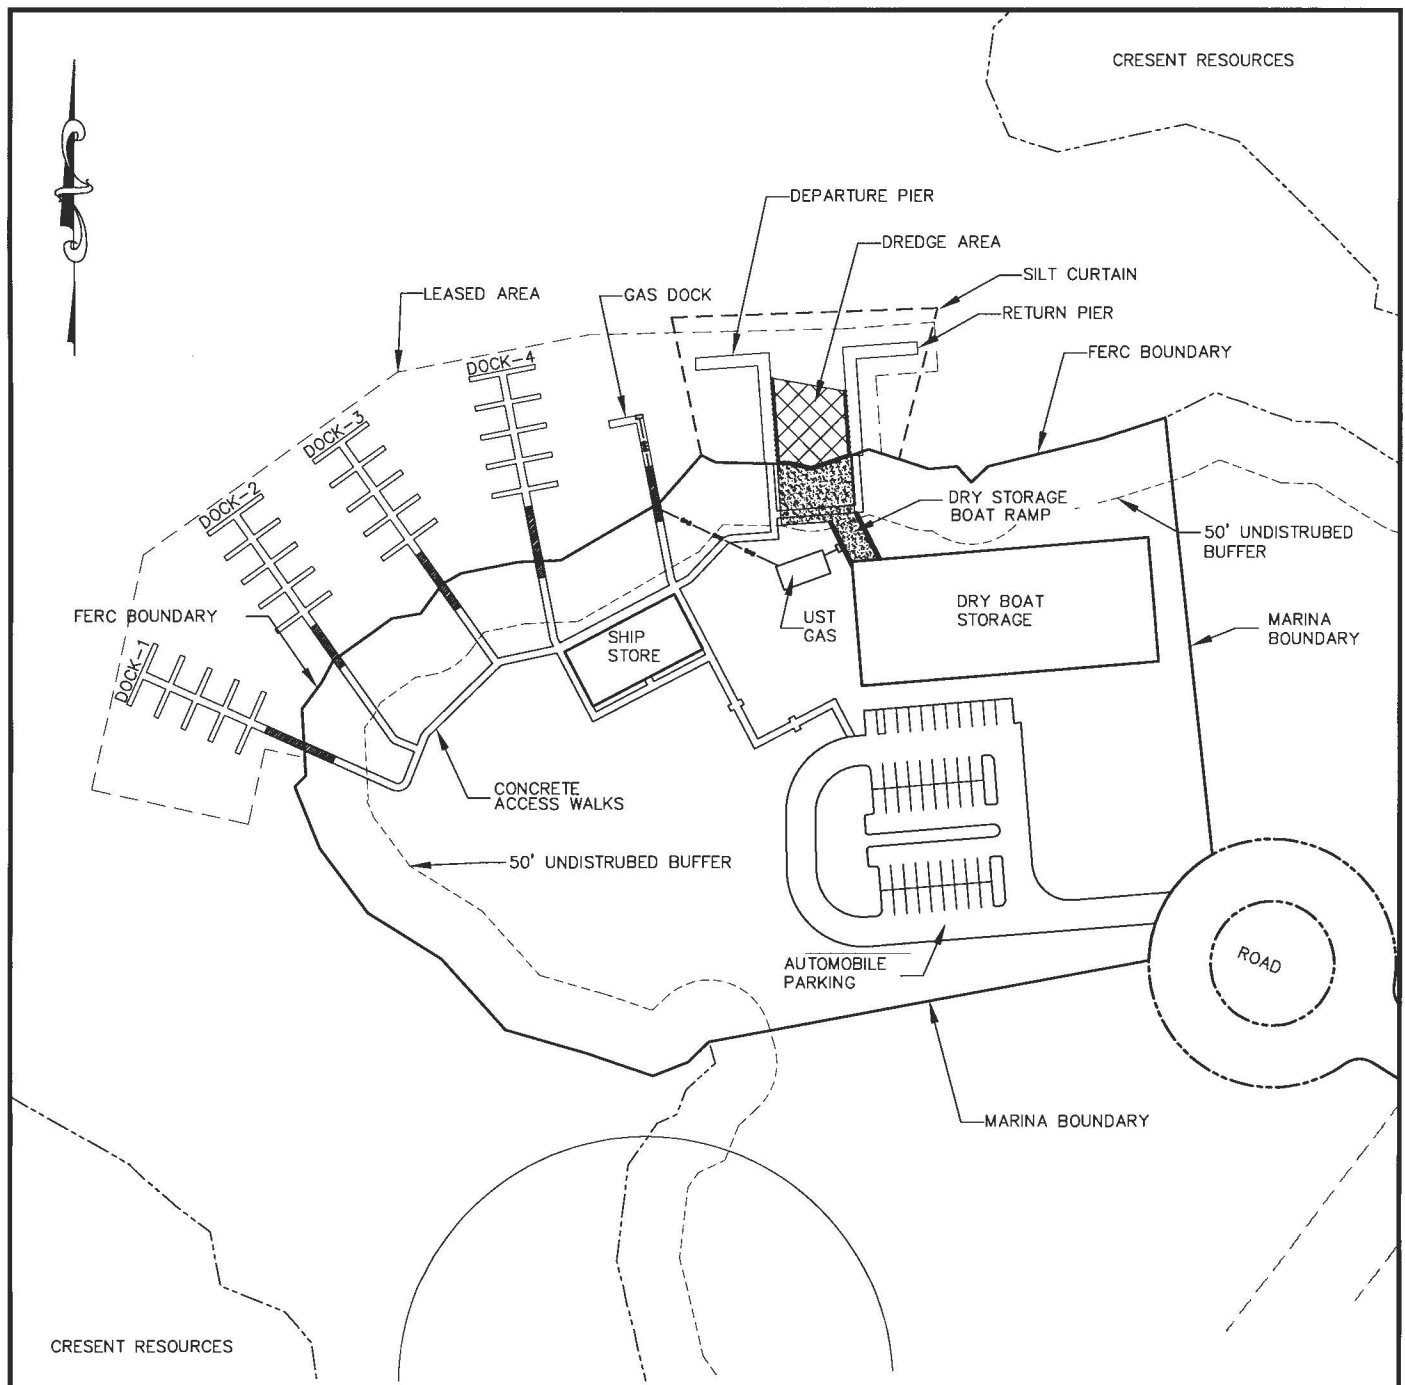 CRESENT RESOURCES
DEPARTURE PIER
DREDGE AREA
SILT CURTAIN
LEASED AREA
GAS DOCK
RETURN PIER
FERC BOUNDARY
DOCK-4
DOCK-3
DOCK-2
DOCK-1
DRY STORAGE
BOAT RAMP
50' UNDISTRUBED
BUFFER
FERC BOUNDARY
UST
GAS
DRY BOAT
STORAGE
SHIP
STORE
MARINA
BOUNDARY
CONCRETE
ACCESS WALKS
50' UNDISTRUBED BUFFER
AUTOMOBILE
PARKING
ROAD
MARINA BOUNDARY
CRESENT RESOURCES